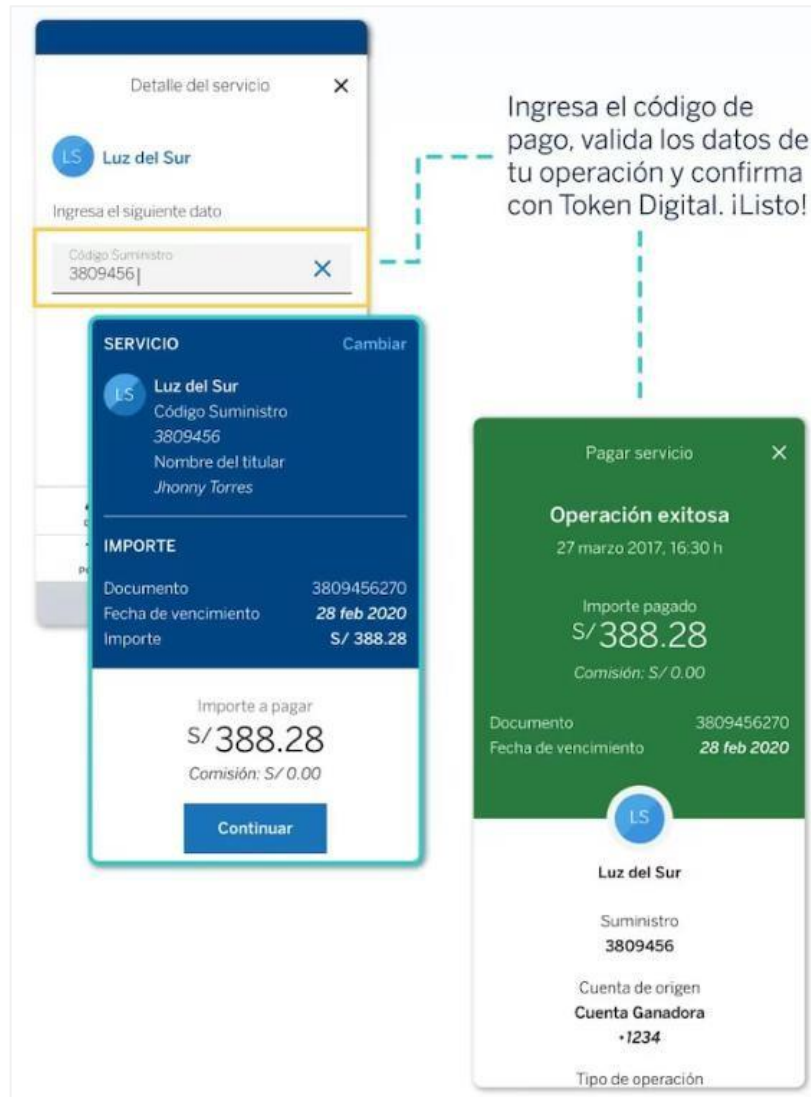 Detalle del servicio
LS Luz del Sur
Ingresa el siguiente dato
Código Suministro
3809456
Ingresa el código de
pago, valida los datos de
tu operación y confirma
con Token Digital. ¡Listo!
SERVICIO Cambiar
LS Luz del Sur
Código Suministro
3809456
Nombre del titular
Jhonny Torres
IMPORTE
Documento 3809456270
Fecha de vencimiento 28 feb 2020
Importe S/ 388.28
Importe a pagar
S/388.28
Comisión: S/ 0.00
Continuar
Pagar servicio
Operación exitosa
27 marzo 2017, 16:30 h
Importe pagado
S/388.28
Comisión: S/ 0.00
Documento 3809456270
Fecha de vencimiento 28 feb 2020
LS
Luz del Sur
Suministro
3809456
Cuenta de origen
Cuenta Ganadora
•1234
Tipo de operación